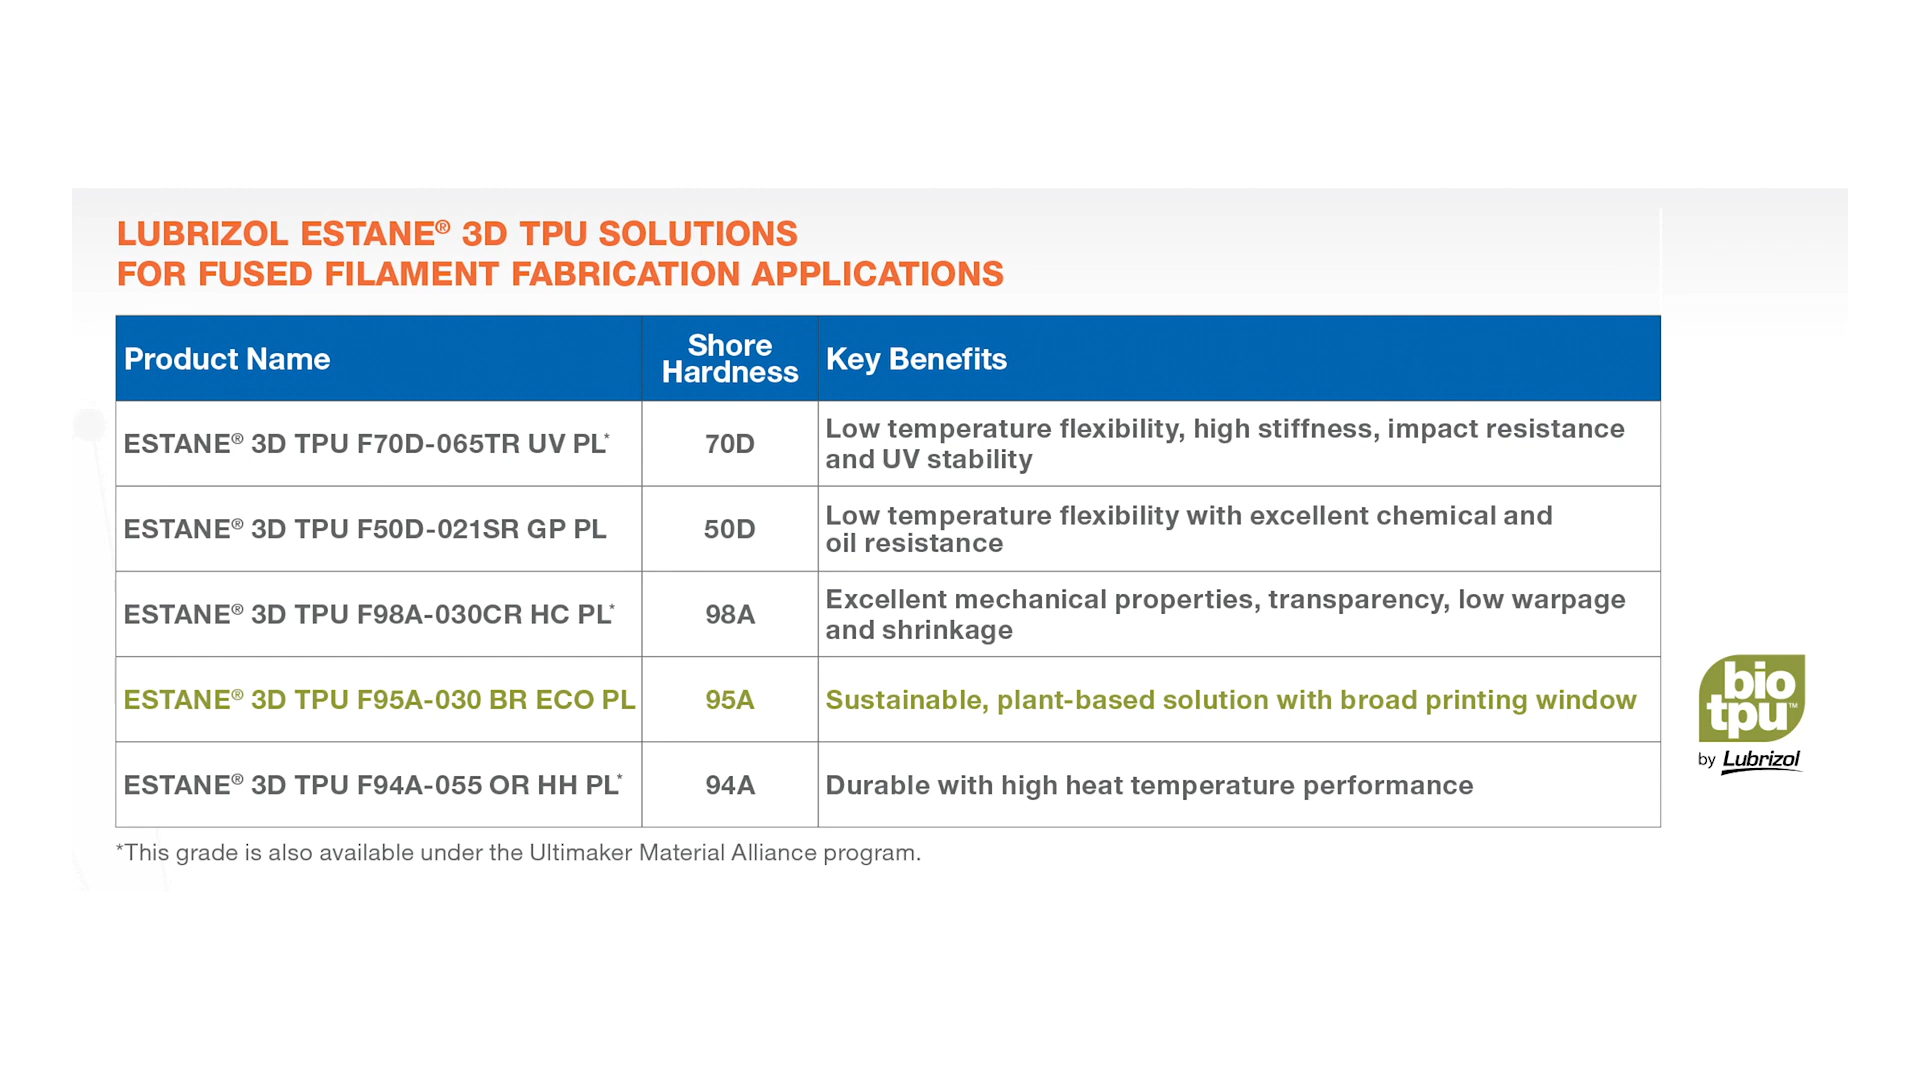 LUBRIZOL ESTANE® 3D TPU SOLUTIONS
FOR FUSED FILAMENT FABRICATION APPLICATIONS
Product Name
Shore
Hardness
Key Benefits
ESTANE® 3D TPU F70D-065TR UV PL*
70D
Low temperature flexibility, high stiffness, impact resistance
and UV stability
ESTANE® 3D TPU F50D-021SR GP PL
50D
Low temperature flexibility with excellent chemical and
oil resistance
ESTANE® 3D TPU F98A-030CR HC PL*
98A
Excellent mechanical properties, transparency, low warpage
and shrinkage
ESTANE® 3D TPU F95A-030 BR ECO PL
95A
Sustainable, plant-based solution with broad printing window
ESTANE® 3D TPU F94A-055 OR HH PL*
94A
Durable with high heat temperature performance
*This grade is also available under the Ultimaker Material Alliance program.
bio
tpu™
by Lubrizol